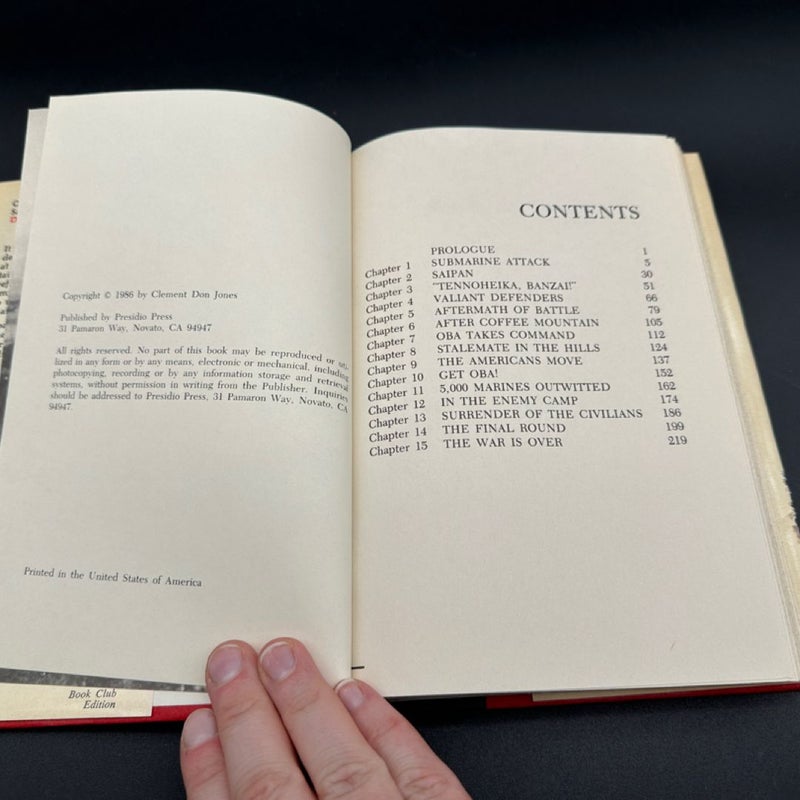 Copyright © 1986 by Clement Don Jones
Published by Presidio Press
31 Pamaron Way, Novato, CA 94947
All rights reserved. No part of this book may be reproduced or
lized in any form or by any means, electronic or mechanical, including
photocopying, recording or by any information storage and retrieval
systems, without permission in writing from the Publisher. Inquiries
should be addressed to Presidio Press, 31 Pamaron Way, Novato, CA
94947.
Printed in the United States of America
Book Club
Edition
CONTENTS
PROLOGUE 1
Chapter 1 SUBMARINE ATTACK 5
Chapter 2 SAIPAN 30
Chapter 3 "TENNOHEIKA, BANZAI!" 51
Chapter 4 VALIANT DEFENDERS 66
Chapter 5 AFTERMATH OF BATTLE 79
Chapter 6 AFTER COFFEE MOUNTAIN 105
Chapter 7 OBA TAKES COMMAND 112
Chapter 8 STALEMATE IN THE HILLS 124
Chapter 9 THE AMERICANS MOVE 137
Chapter 10 GET OBA! 152
Chapter 11 5,000 MARINES OUTWITTED 162
Chapter 12 IN THE ENEMY CAMP 174
Chapter 13 SURRENDER OF THE CIVILIANS 186
Chapter 14 THE FINAL ROUND 199
Chapter 15 THE WAR IS OVER 219